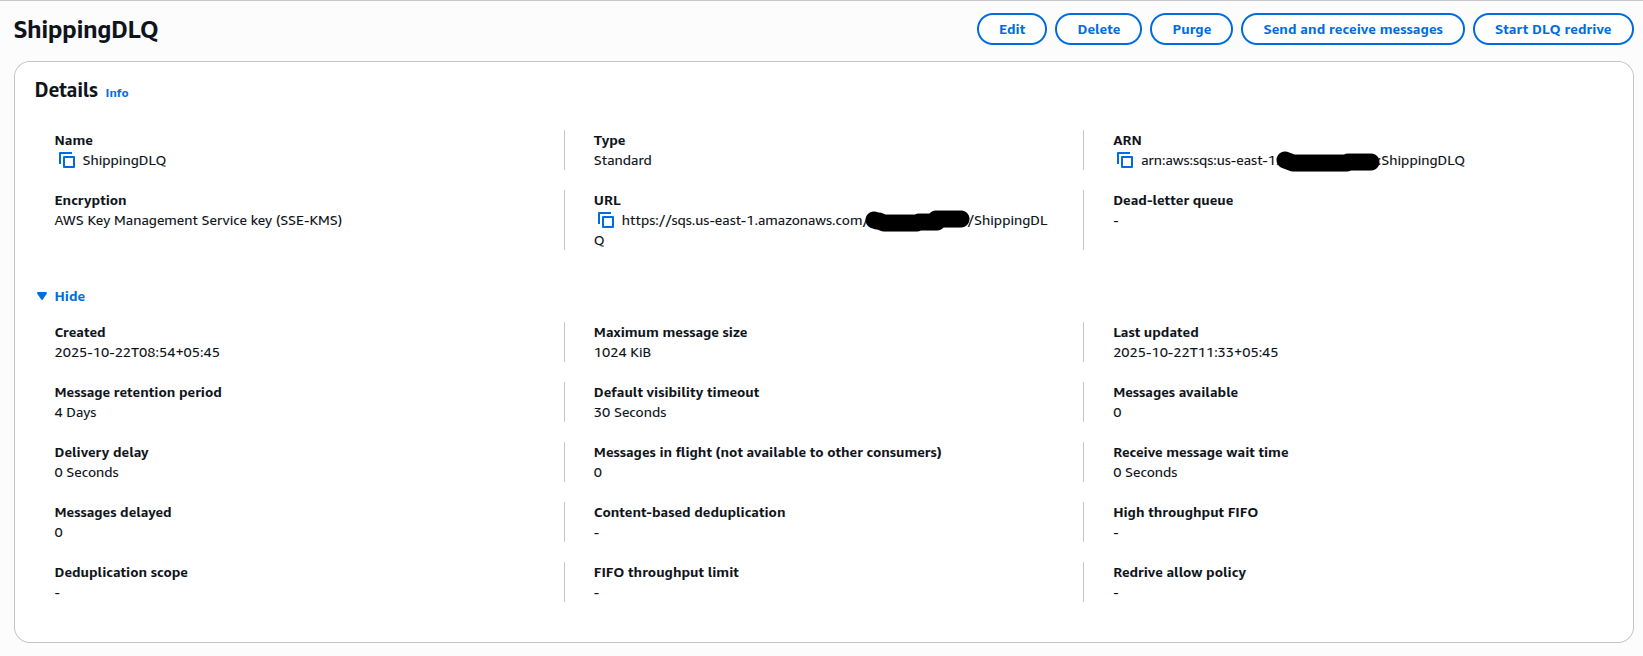 ShippingDLQ
Edit
Delete
Purge
Send and receive messages
Start DLQ redrive
Details Info
Name
ShippingDLQ
Type
Standard
ARN
arn:aws:sqs:us-east-1 :ShippingDLQ
Encryption
AWS Key Management Service key (SSE-KMS)
URL
https://sqs.us-east-1.amazonaws.com/ /ShippingDL
Q
Dead-letter queue
-
Hide
Created
2025-10-22T08:54+05:45
Maximum message size
1024 KiB
Last updated
2025-10-22T11:33+05:45
Message retention period
4 Days
Default visibility timeout
30 Seconds
Messages available
0
Delivery delay
0 Seconds
Messages in flight (not available to other consumers)
0
Receive message wait time
0 Seconds
Messages delayed
0
Content-based deduplication
-
High throughput FIFO
-
Deduplication scope
-
FIFO throughput limit
-
Redrive allow policy
-